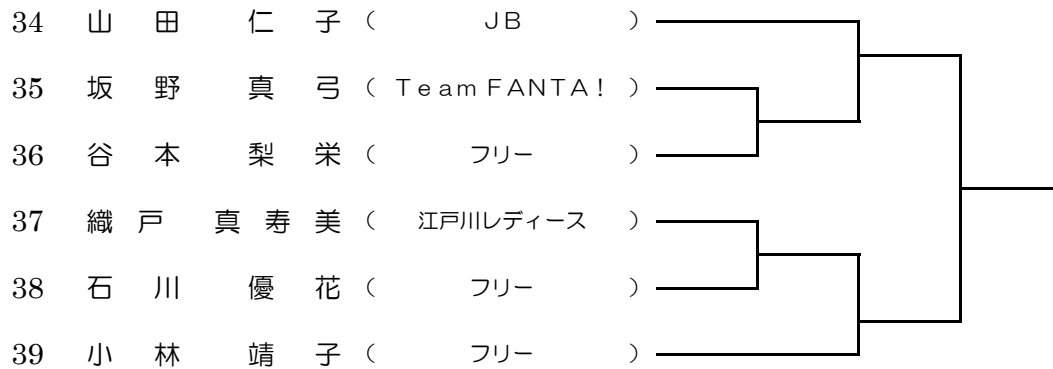 34 山田 仁子 （ ＪＢ ）
35 坂野 真弓 （ Ｔｅａｍ ＦＡＮＴＡ！ ）
36 谷本 梨栄 （ フリー ）
37 織戸 真寿美 （ 江戸川レディース ）
38 石川 優花 （ フリー ）
39 小林 靖子 （ フリー ）